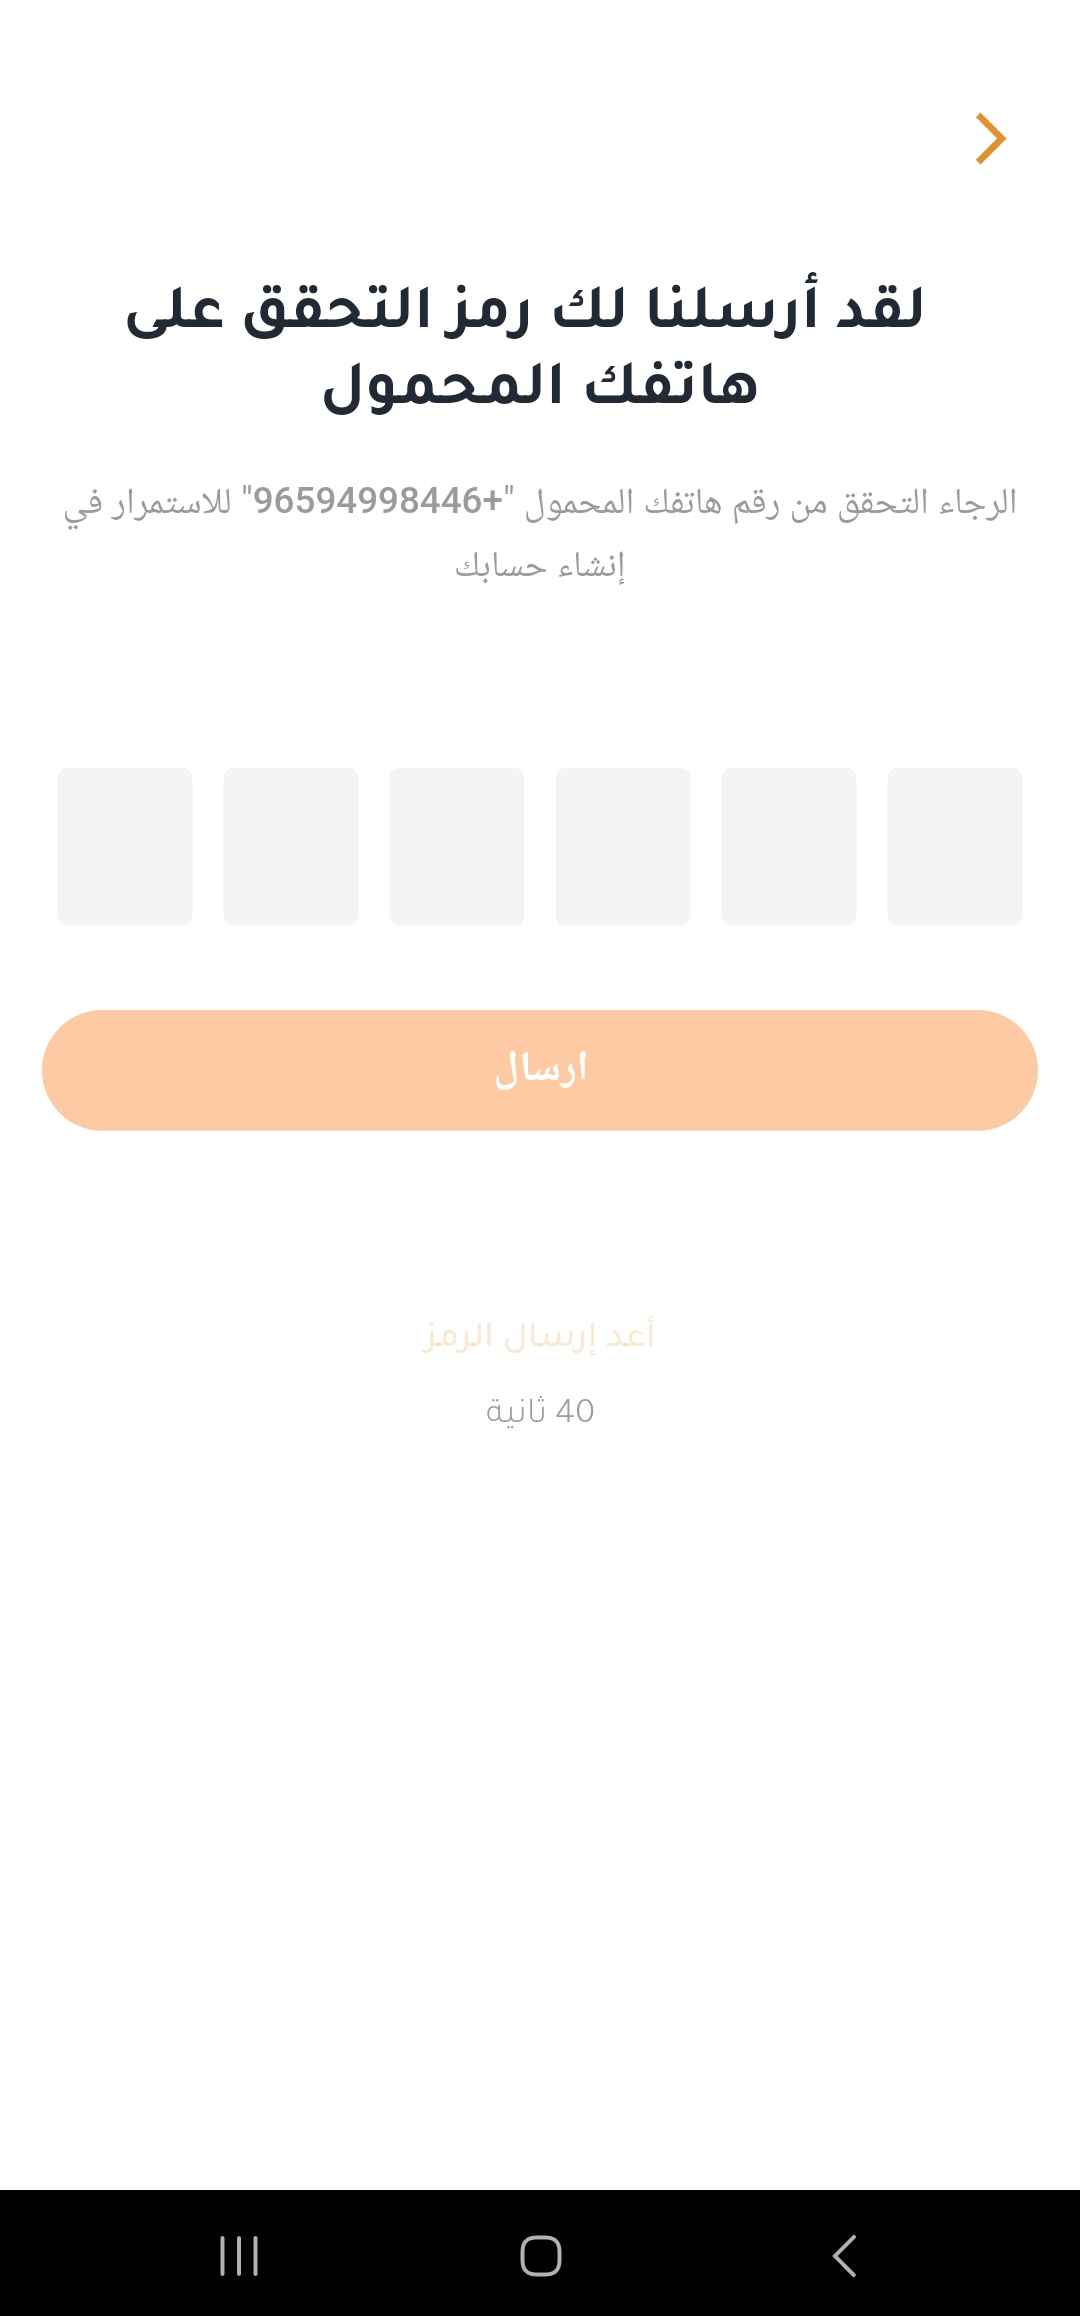 لقد أرسلنا لك رمز التحقق على
هاتفك المحمول
الرجاء التحقق من رقم هاتفك المحمول "+96594998446" للاستمرار في
إنشاء حسابك
ارسال
أعد إرسال الرمز
40 ثانية